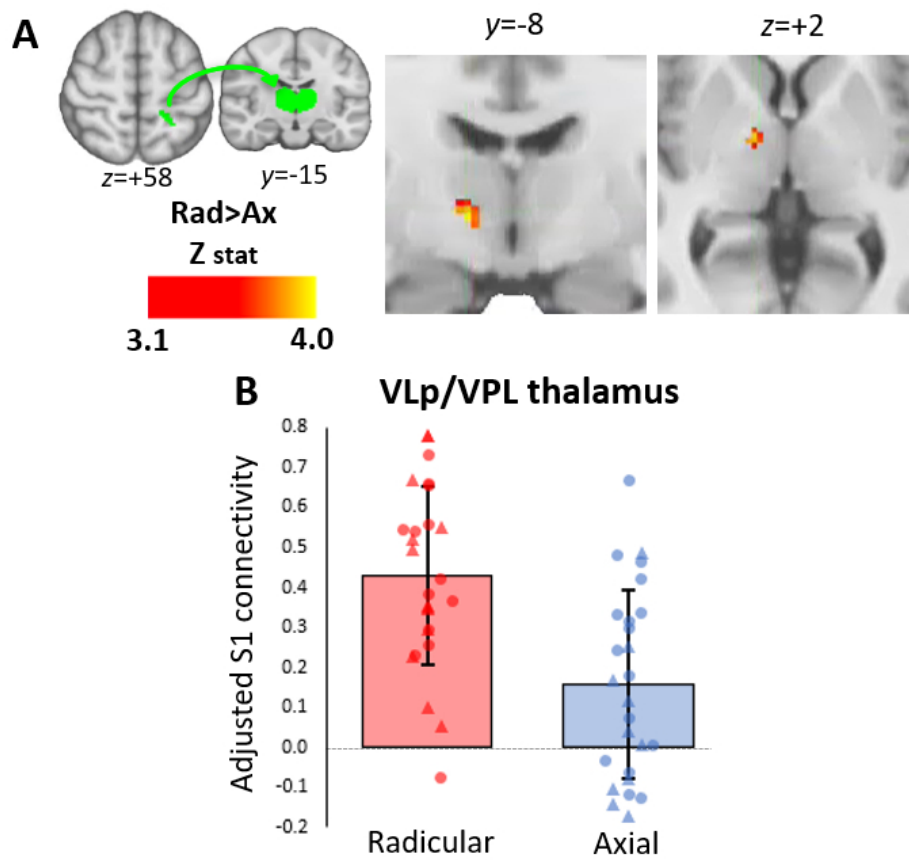 A
y=-8
z=+2
z=+58
y=-15
Rad>Ax
Z stat
3.1
4.0
B
VLp/VPL thalamus
Adjusted S1 connectivity
0.8
0.7
0.6
0.5
0.4
0.3
0.2
0.1
0.0
-0.1
-0.2
Radicular
Axial